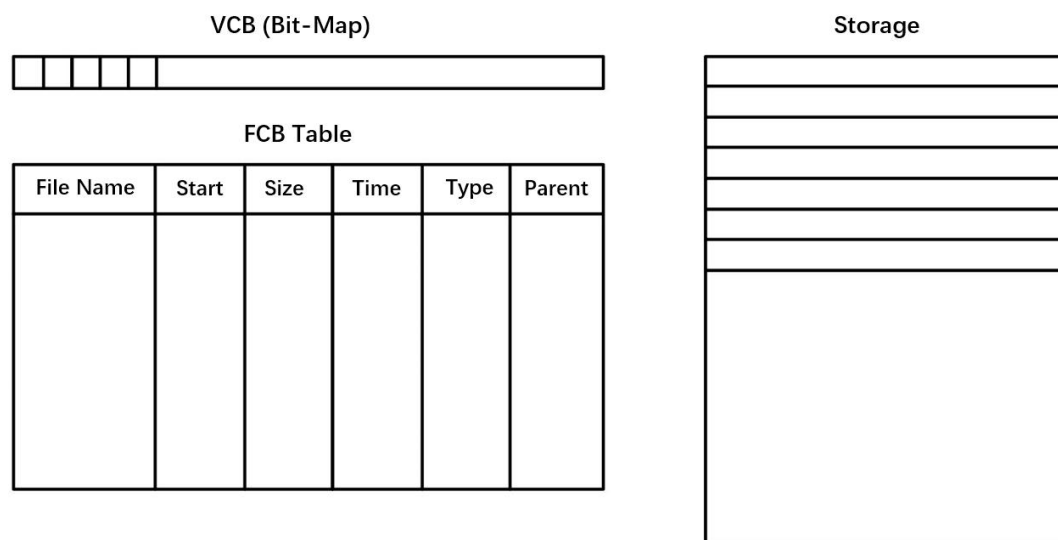 VCB (Bit-Map)
Storage
FCB Table
File Name Start Size Time Type Parent